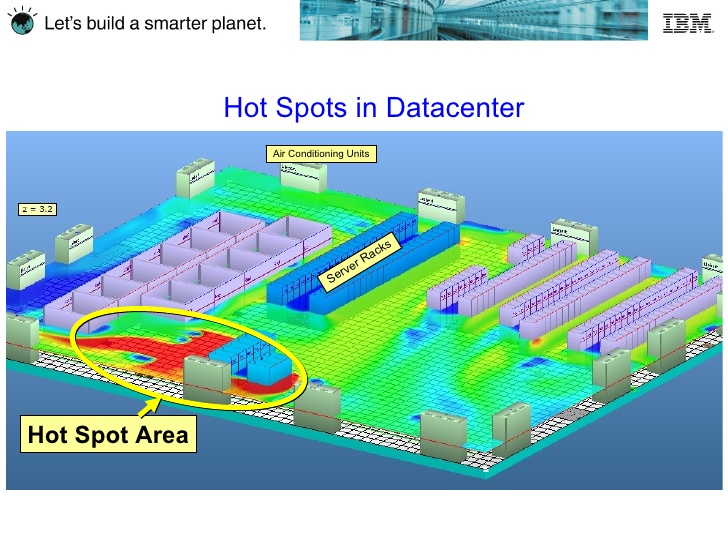 Let's build a smarter planet.
IBM
Hot Spots in Datacenter
Air Conditioning Units
z = 3.2
Server Racks
Hot Spot Area